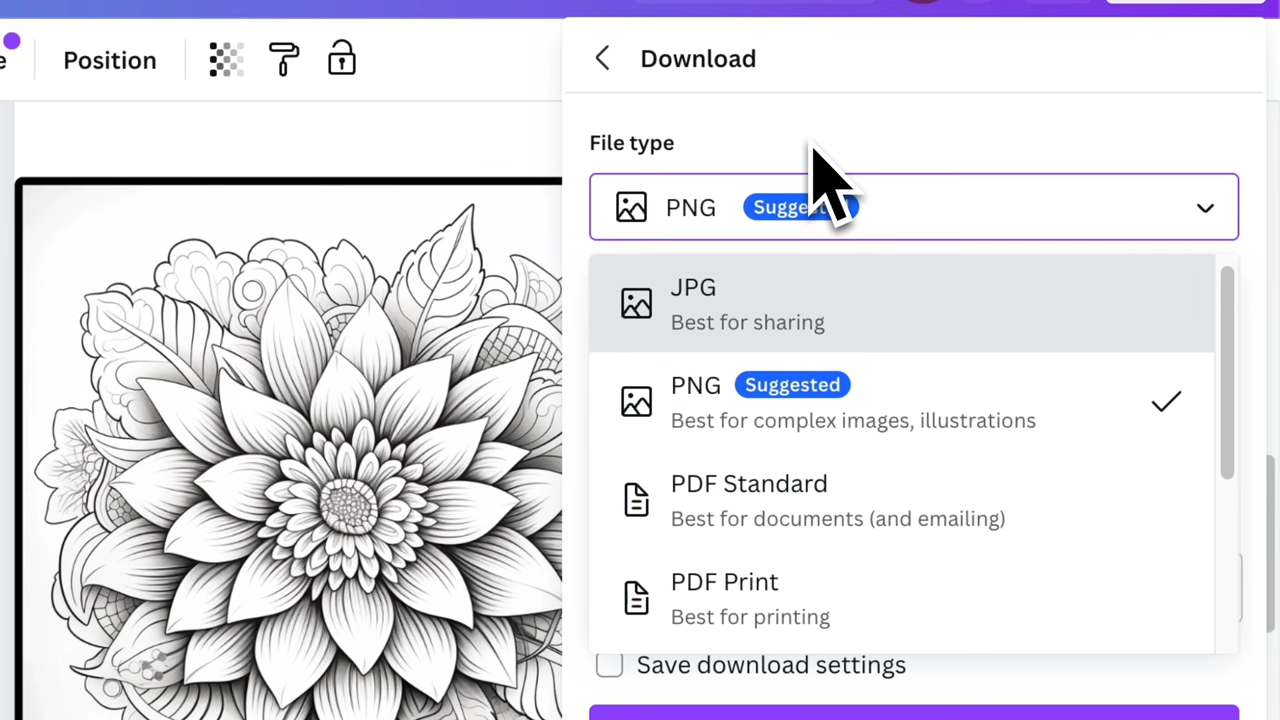 e
Position
Download
File type
PNG
JPG
Best for sharing
PNG Suggested
Best for complex images, illustrations
PDF Standard
Best for documents (and emailing)
PDF Print
Best for printing
Save download settings